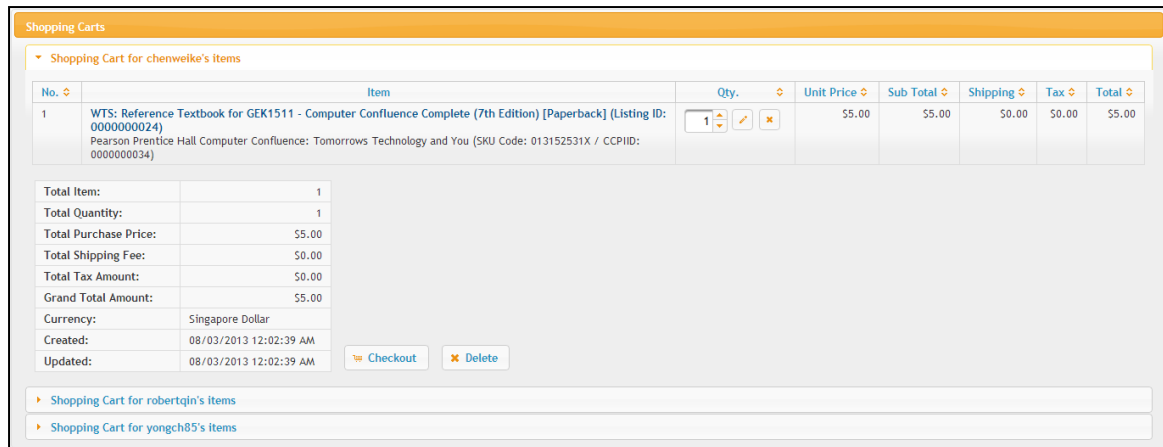 Shopping Carts
Shopping Cart for chenweike's items
No. Item Qty. Unit Price Sub Total Shipping Tax Total
1 WTS: Reference Textbook for GEK1511 - Computer Confluence Complete (7th Edition) [Paperback] (Listing ID: 1 $5.00 $5.00 $0.00 $0.00 $5.00
0000000024)
Pearson Prentice Hall Computer Confluence: Tomorrows Technology and You (SKU Code: 013152531X / CCPIID:
0000000034)
Total Item: 1
Total Quantity: 1
Total Purchase Price: $5.00
Total Shipping Fee: $0.00
Total Tax Amount: $0.00
Grand Total Amount: $5.00
Currency: Singapore Dollar
Created: 08/03/2013 12:02:39 AM
Updated: 08/03/2013 12:02:39 AM Checkout Delete
Shopping Cart for robertqin's items
Shopping Cart for yongch85's items